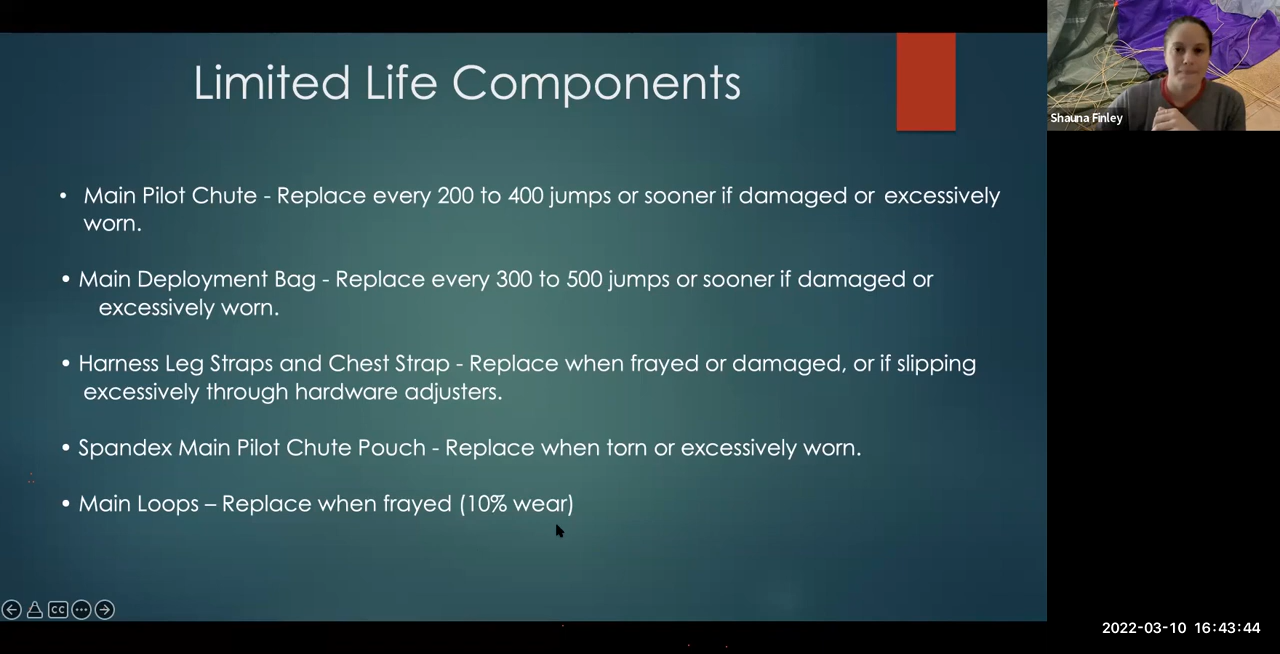 Limited Life Components
Shauna Finley
• Main Pilot Chute - Replace every 200 to 400 jumps or sooner if damaged or excessively
worn.
• Main Deployment Bag - Replace every 300 to 500 jumps or sooner if damaged or
excessively worn.
• Harness Leg Straps and Chest Strap - Replace when frayed or damaged, or if slipping
excessively through hardware adjusters.
• Spandex Main Pilot Chute Pouch - Replace when torn or excessively worn.
• Main Loops – Replace when frayed (10% wear)
CC
2022-03-10 16:43:44